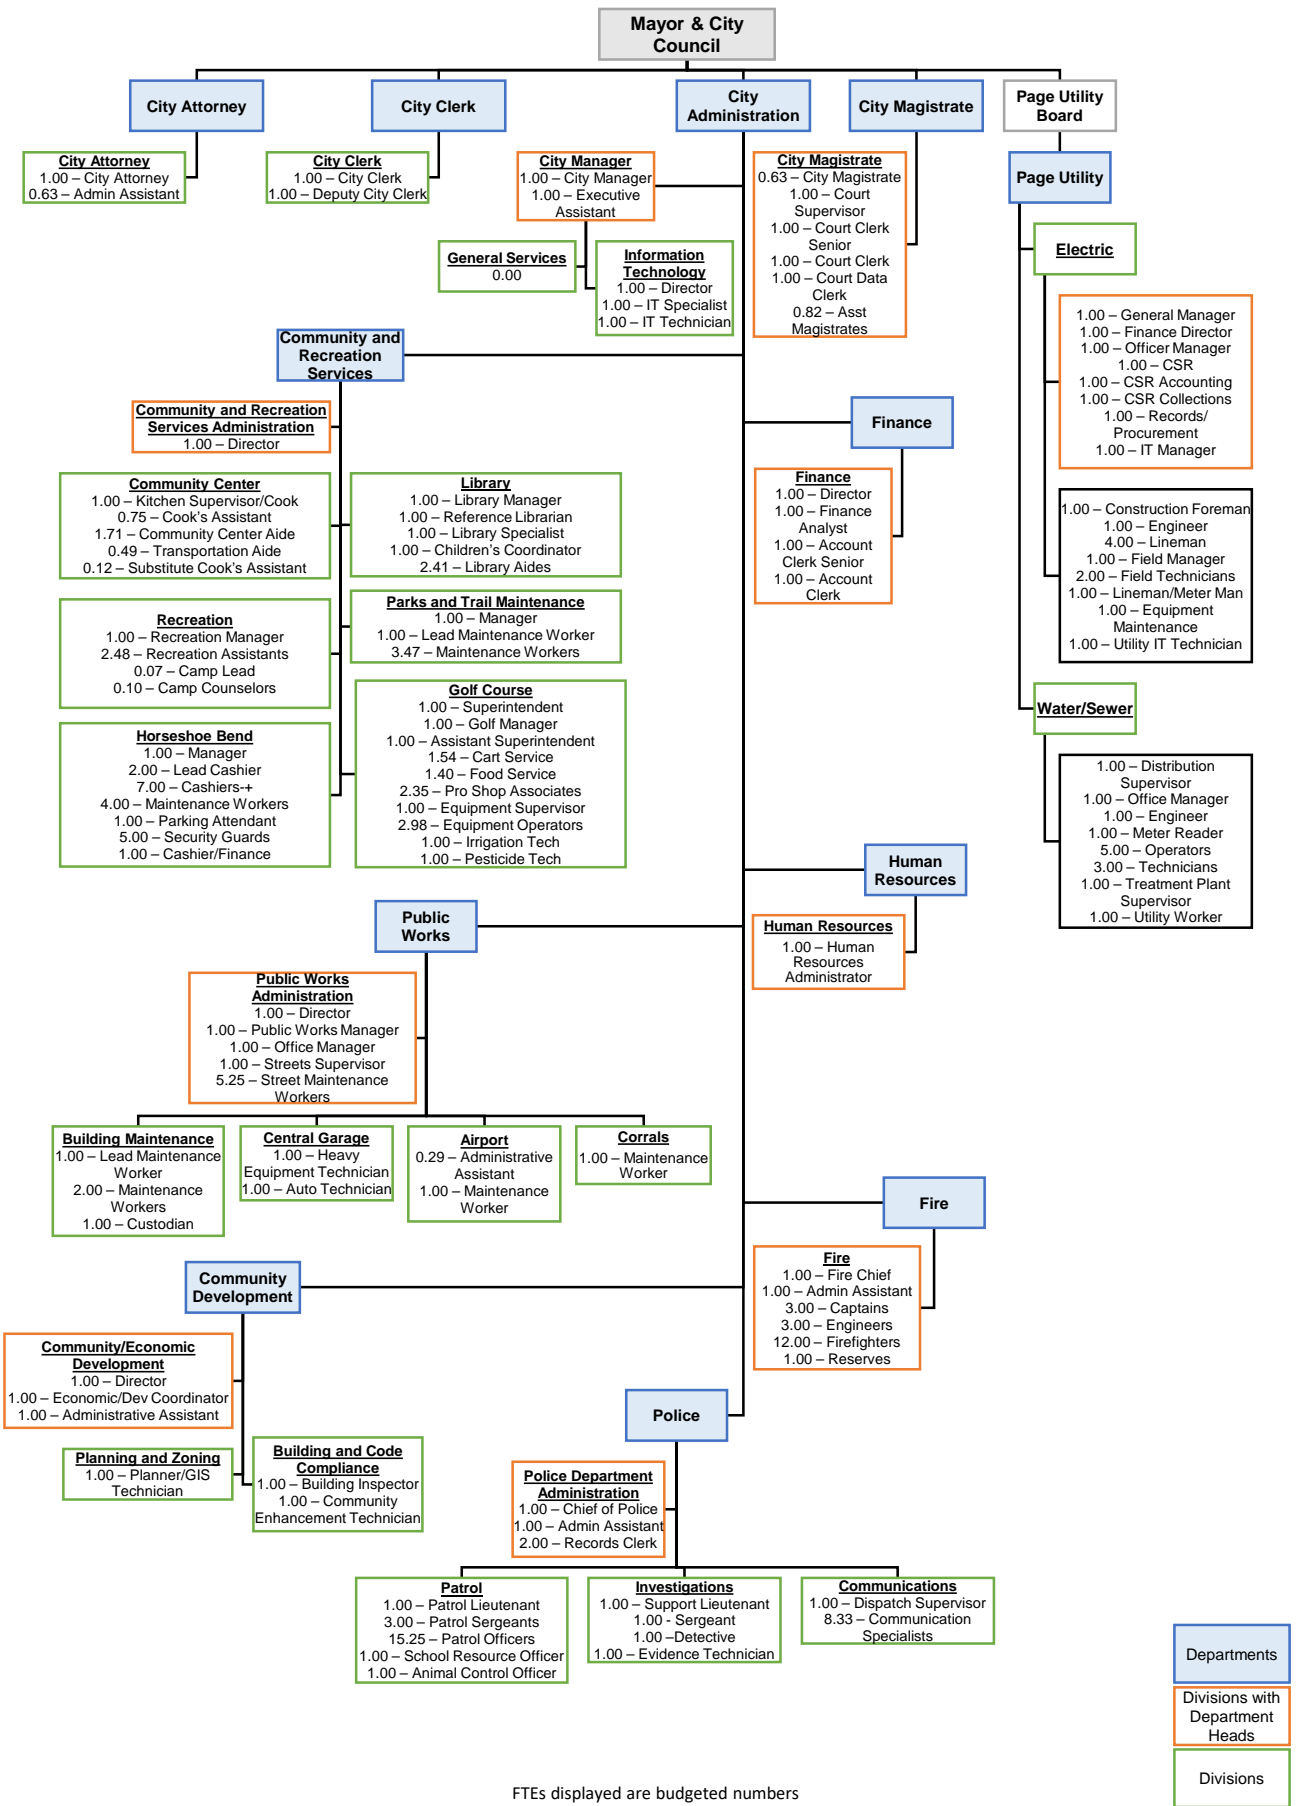 Mayor & City
Council
City Attorney
City Clerk
City
Administration
City Magistrate
Page Utility
Board
City Attorney
1.00 – City Attorney
0.63 – Admin Assistant
City Clerk
1.00 – City Clerk
1.00 – Deputy City Clerk
City Manager
1.00 – City Manager
1.00 – Executive
Assistant
General Services
0.00
Information
Technology
1.00 – Director
1.00 – IT Specialist
1.00 – IT Technician
City Magistrate
0.63 – City Magistrate
1.00 – Court
Supervisor
1.00 – Court Clerk
Senior
1.00 – Court Clerk
1.00 – Court Data
Clerk
0.82 – Asst
Magistrates
Page Utility
Electric
1.00 – General Manager
1.00 – Finance Director
1.00 – Officer Manager
1.00 – CSR
1.00 – CSR Accounting
1.00 – CSR Collections
1.00 – Records/
Procurement
1.00 – IT Manager
1.00 – Construction Foreman
1.00 – Engineer
4.00 – Lineman
1.00 – Field Manager
2.00 – Field Technicians
1.00 – Lineman/Meter Man
1.00 – Equipment
Maintenance
1.00 – Utility IT Technician
Water/Sewer
1.00 – Distribution
Supervisor
1.00 – Office Manager
1.00 – Engineer
1.00 – Meter Reader
5.00 – Operators
3.00 – Technicians
1.00 – Treatment Plant
Supervisor
1.00 – Utility Worker
Community and
Recreation
Services
Community and Recreation
Services Administration
1.00 – Director
Community Center
1.00 – Kitchen Supervisor/Cook
0.75 – Cook's Assistant
1.71 – Community Center Aide
0.49 – Transportation Aide
0.12 – Substitute Cook's Assistant
Library
1.00 – Library Manager
1.00 – Reference Librarian
1.00 – Library Specialist
1.00 – Children's Coordinator
2.41 – Library Aides
Recreation
1.00 – Recreation Manager
2.48 – Recreation Assistants
0.07 – Camp Lead
0.10 – Camp Counselors
Parks and Trail Maintenance
1.00 – Manager
1.00 – Lead Maintenance Worker
3.47 – Maintenance Workers
Horseshoe Bend
1.00 – Manager
2.00 – Lead Cashier
7.00 – Cashiers-+
4.00 – Maintenance Workers
1.00 – Parking Attendant
5.00 – Security Guards
1.00 – Cashier/Finance
Golf Course
1.00 – Superintendent
1.00 – Golf Manager
1.00 – Assistant Superintendent
1.54 – Cart Service
1.40 – Food Service
2.35 – Pro Shop Associates
1.00 – Equipment Supervisor
2.98 – Equipment Operators
1.00 – Irrigation Tech
1.00 – Pesticide Tech
Finance
Finance
1.00 – Director
1.00 – Finance
Analyst
1.00 – Account
Clerk Senior
1.00 – Account
Clerk
Human
Resources
Human Resources
1.00 – Human
Resources
Administrator
Public
Works
Public Works
Administration
1.00 – Director
1.00 – Public Works Manager
1.00 – Office Manager
1.00 – Streets Supervisor
5.25 – Street Maintenance
Workers
Building Maintenance
1.00 – Lead Maintenance
Worker
2.00 – Maintenance
Workers
1.00 – Custodian
Central Garage
1.00 – Heavy
Equipment Technician
1.00 – Auto Technician
Airport
0.29 – Administrative
Assistant
1.00 – Maintenance
Worker
Corrals
1.00 – Maintenance
Worker
Fire
Fire
1.00 – Fire Chief
1.00 – Admin Assistant
3.00 – Captains
3.00 – Engineers
12.00 – Firefighters
1.00 – Reserves
Community
Development
Community/Economic
Development
1.00 – Director
1.00 – Economic/Dev Coordinator
1.00 – Administrative Assistant
Planning and Zoning
1.00 – Planner/GIS
Technician
Building and Code
Compliance
1.00 – Building Inspector
1.00 – Community
Enhancement Technician
Police
Police Department
Administration
1.00 – Chief of Police
1.00 – Admin Assistant
2.00 – Records Clerk
Patrol
1.00 – Patrol Lieutenant
3.00 – Patrol Sergeants
15.25 – Patrol Officers
1.00 – School Resource Officer
1.00 – Animal Control Officer
Investigations
1.00 – Support Lieutenant
1.00 - Sergeant
1.00 –Detective
1.00 – Evidence Technician
Communications
1.00 – Dispatch Supervisor
8.33 – Communication
Specialists
Departments
Divisions with
Department
Heads
Divisions
FTEs displayed are budgeted numbers